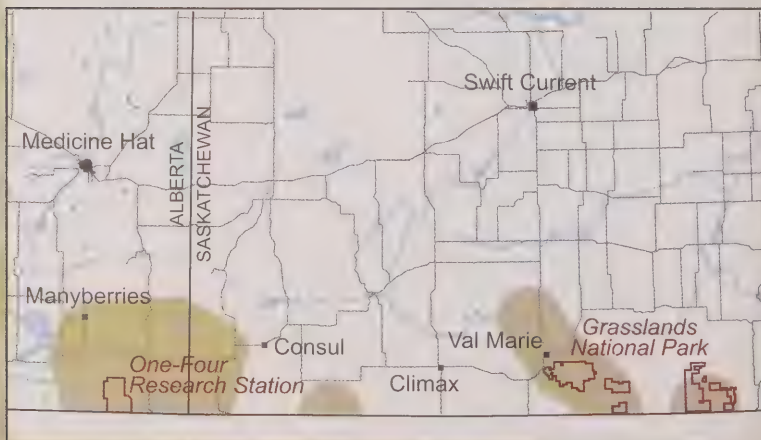 Swift Current
Medicine Hat
ALBERTA
SASKATCHEWAN
Manyberries
One-Four
Research Station
Consul
Climax
Val Marie
Grasslands
National Park